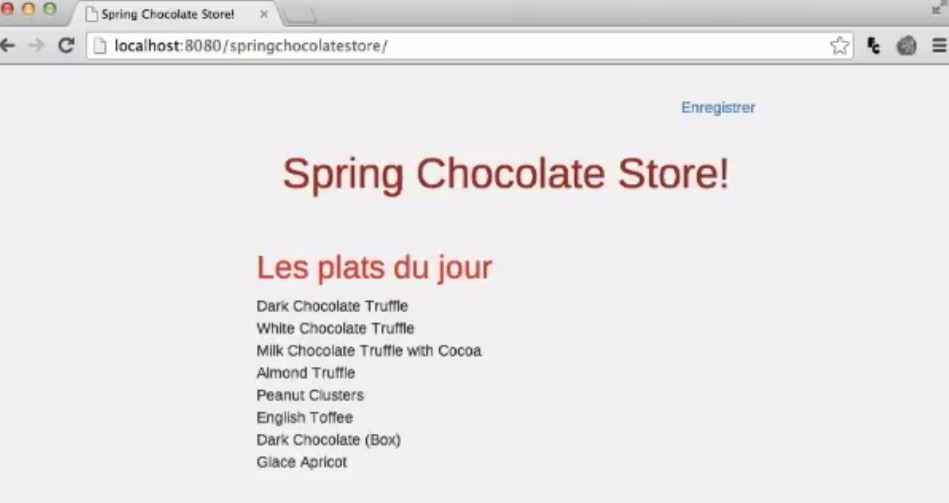 Spring Chocolate Store!
localhost:8080/springchocolatestore/
Enregistrer
Spring Chocolate Store!
Les plats du jour
Dark Chocolate Truffle
White Chocolate Truffle
Milk Chocolate Truffle with Cocoa
Almond Truffle
Peanut Clusters
English Toffee
Dark Chocolate (Box)
Glace Apricot